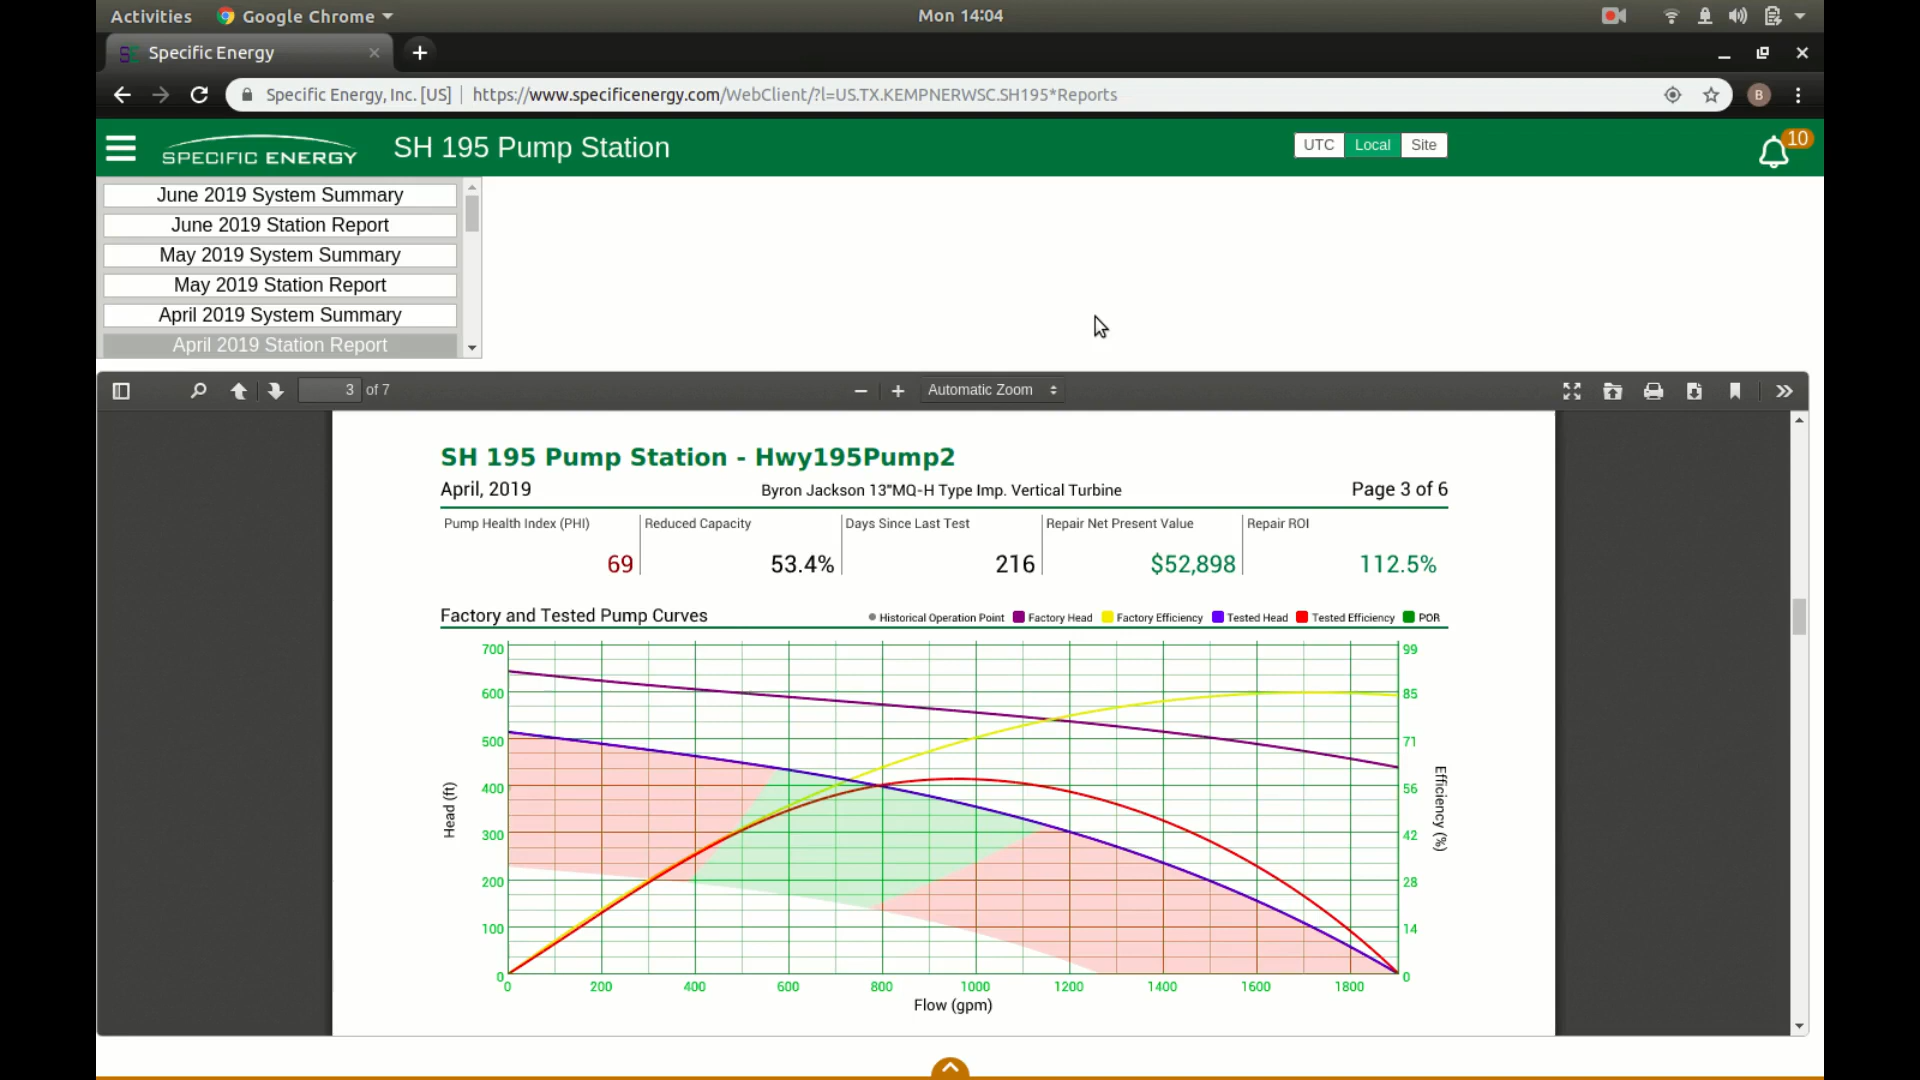 Activities Google Chrome Mon 14:04
Specific Energy
Specific Energy, Inc. [US] https://www.specificenergy.com/WebClient/?l=US.TX.KEMPNERWSC.SH195*Reports B
SPECIFIC ENERGY SH 195 Pump Station UTC Local Site 10
June 2019 System Summary
June 2019 Station Report
May 2019 System Summary
May 2019 Station Report
April 2019 System Summary
April 2019 Station Report
3 of 7 Automatic Zoom
SH 195 Pump Station - Hwy195Pump2
April, 2019 Byron Jackson 13"MQ-H Type Imp. Vertical Turbine Page 3 of 6
Pump Health Index (PHI) Reduced Capacity Days Since Last Test Repair Net Present Value Repair ROI
69 53.4% 216 $52,898 112.5%
Factory and Tested Pump Curves Historical Operation Point Factory Head Factory Efficiency Tested Head Tested Efficiency POR
700 99
600 85
500 71
400 56
300 42
200 28
100 14
0 0
Head (ft)
Efficiency (%)
0 200 400 600 800 1000 1200 1400 1600 1800
Flow (gpm)